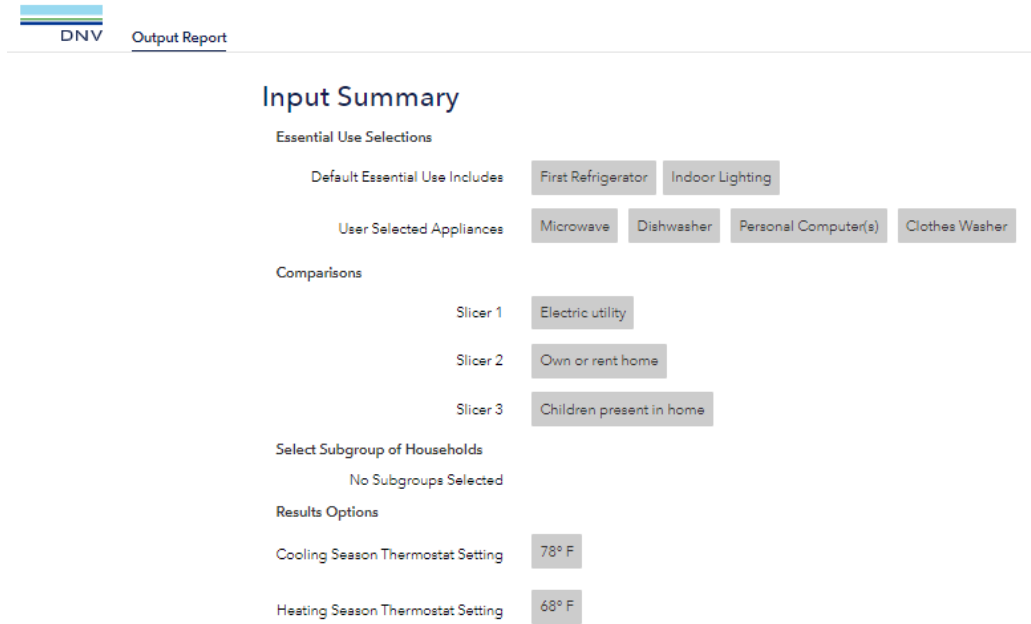 DNV Output Report
Input Summary
Essential Use Selections
Default Essential Use Includes First Refrigerator Indoor Lighting
User Selected Appliances Microwave Dishwasher Personal Computer(s) Clothes Washer
Comparisons
Slicer 1 Electric utility
Slicer 2 Own or rent home
Slicer 3 Children present in home
Select Subgroup of Households
No Subgroups Selected
Results Options
Cooling Season Thermostat Setting 78° F
Heating Season Thermostat Setting 68° F